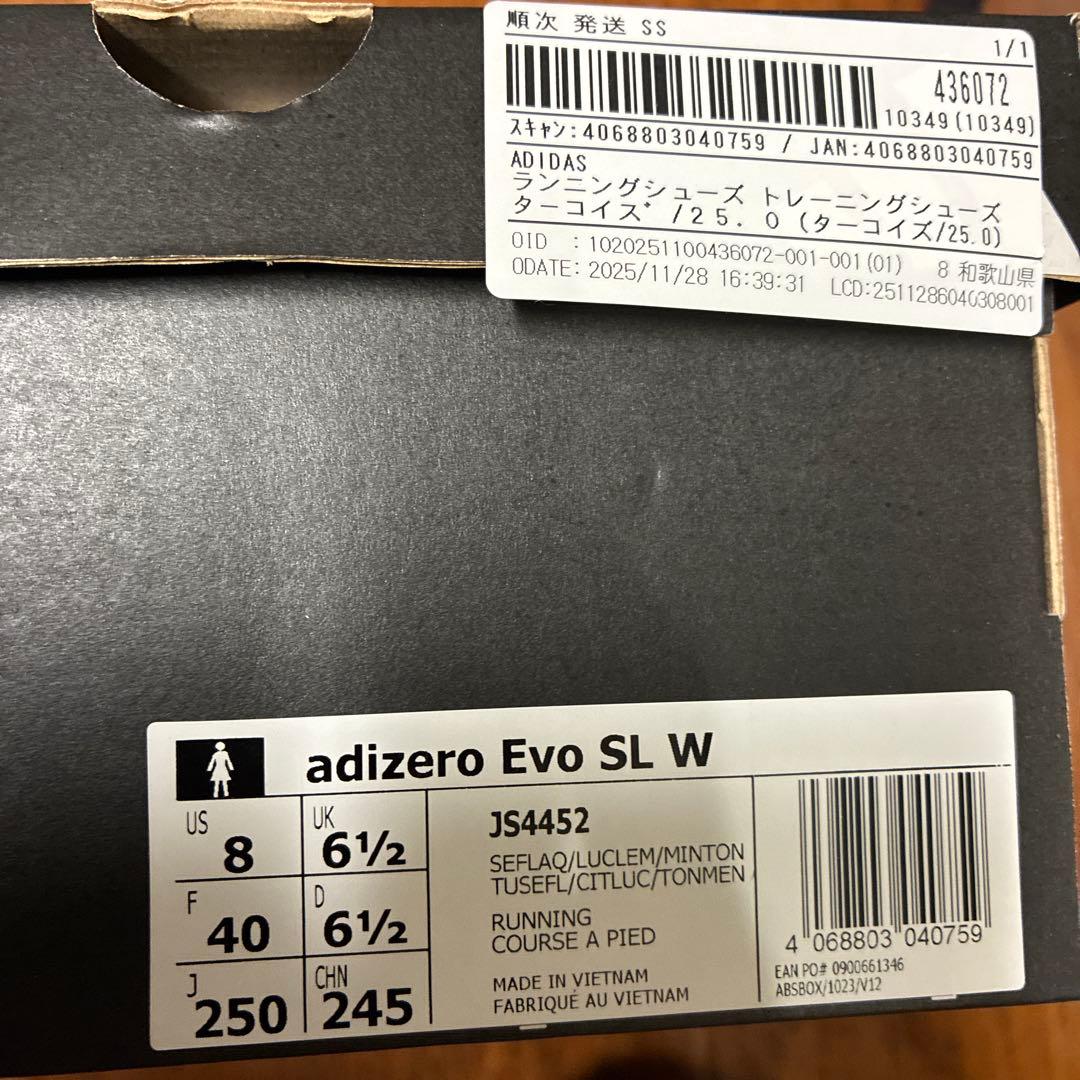 順次 発送 SS
1/1
436072
10349(10349)
スキャン:4068803040759 / JAN:4068803040759
ADIDAS
ランニングシューズ トレーニングシューズ
ターコイズ /25.0 (ターコイズ/25.0)
OID :1020251100436072-001-001(01) 8 和歌山県
ODATE:2025/11/28 16:39:31 LCD:2511286040308001
adizero Evo SL W
US 8
UK 6½
F 40
D 6½
J 250
CHN 245
JS4452
SEFLAQ/LUCLEM/MINTON
TUSEFL/CITLUC/TONMEN
RUNNING
COURSE A PIED
MADE IN VIETNAM
FABRIQUÉ AU VIETNAM
4 068803 040759
EAN PO# 0900661346
ABSBOX/1023/V12